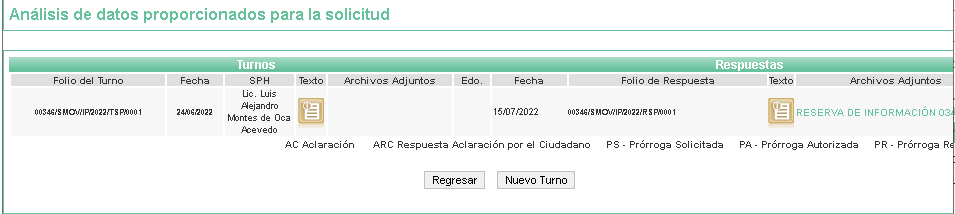 Análisis de datos proporcionados para la solicitud
Turnos Respuestas
Folio del Turno Fecha SPH Texto Archivos Adjuntos Edo. Fecha Folio de Respuesta Texto Archivos Adjuntos
00346/SMOV/IP/2022/TSP/0001 24/06/2022 Lic. Luis Alejandro Montes de Oca Acevedo 15/07/2022 00346/SMOV/IP/2022/RSP/0001 RESERVA DE INFORMACIÓN 034
AC Aclaración ARC Respuesta Aclaración por el Ciudadano PS - Prórroga Solicitada PA - Prórroga Autorizada PR - Prórroga Re
Regresar Nuevo Turno